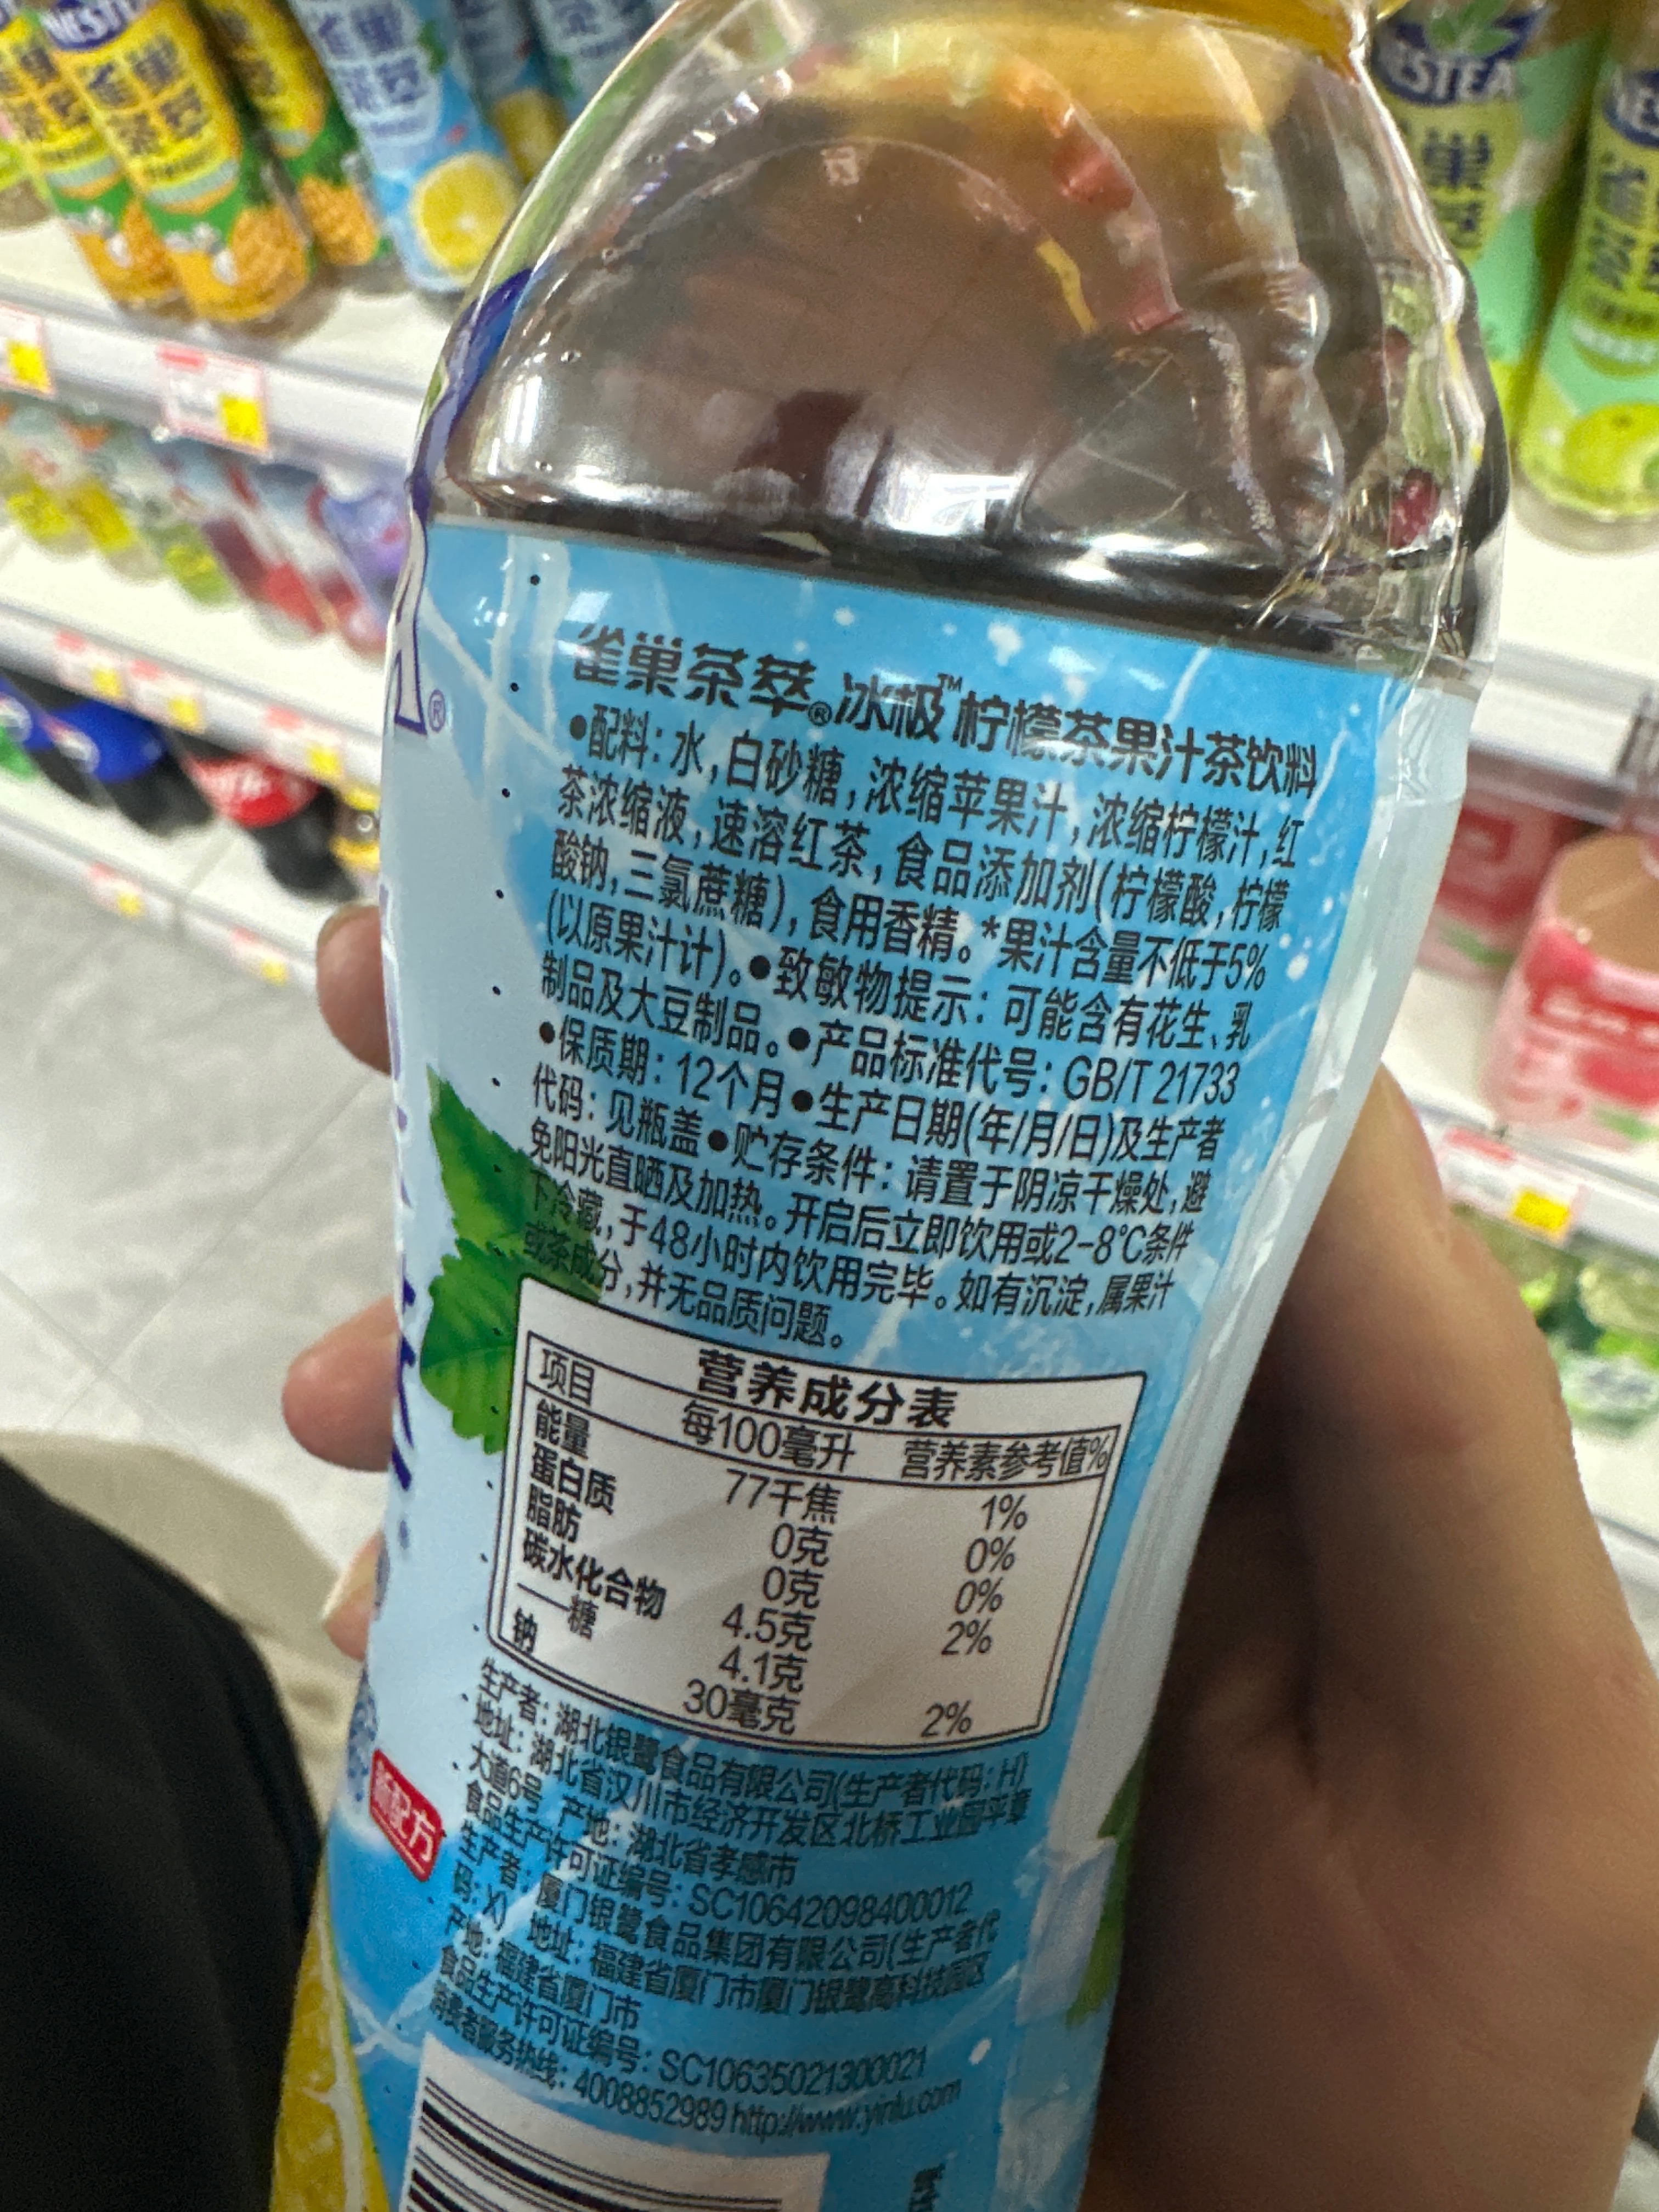 NESTEA
雀巢
茶萃
®
雀巢茶萃®冰极™柠檬茶果汁茶饮料
●配料：水，白砂糖，浓缩苹果汁，浓缩柠檬汁，红
茶浓缩液，速溶红茶，食品添加剂(柠檬酸，柠檬
酸钠，三氯蔗糖)，食用香精。*果汁含量不低于5%
(以原果汁计)。●致敏物提示：可能含有花生、乳
制品及大豆制品。●产品标准代号：GB/T 21733
●保质期：12个月●生产日期(年/月/日)及生产者
代码：见瓶盖●贮存条件：请置于阴凉干燥处，避
免阳光直晒及加热。开启后立即饮用或2-8℃条件
下冷藏，于48小时内饮用完毕。如有沉淀，属果汁
或茶成分，并无品质问题。
营养成分表
项目 每100毫升 营养素参考值%
能量 77千焦 1%
蛋白质 0克 0%
脂肪 0克 0%
碳水化合物 4.5克 2%
—糖 4.1克
钠 30毫克 2%
生产者：湖北银鹭食品有限公司(生产者代码：H)
地址：湖北省汉川市经济开发区北桥工业园平章
大道6号 产地：湖北省孝感市
食品生产许可证编号：SC10642098400012
生产者：厦门银鹭食品集团有限公司(生产者代
码：X) 地址：福建省厦门市厦门银鹭高科技园区
产地：福建省厦门市
食品生产许可证编号：SC10635021300021
消费者服务热线：4008852989 http://www.yinlu.com
新配方